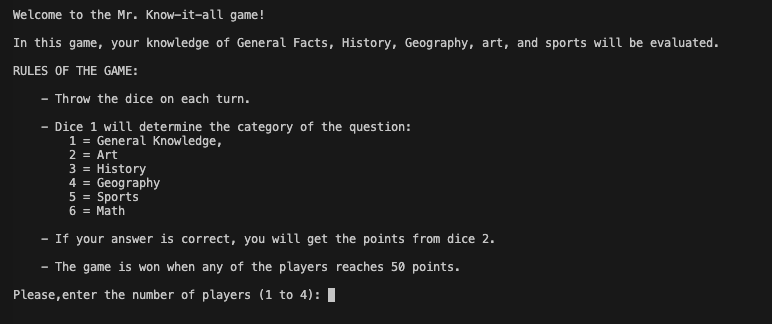 Welcome to the Mr. Know-it-all game!
In this game, your knowledge of General Facts, History, Geography, art, and sports will be evaluated.
RULES OF THE GAME:
- Throw the dice on each turn.
- Dice 1 will determine the category of the question:
1 = General Knowledge,
2 = Art
3 = History
4 = Geography
5 = Sports
6 = Math
- If your answer is correct, you will get the points from dice 2.
- The game is won when any of the players reaches 50 points.
Please,enter the number of players (1 to 4):